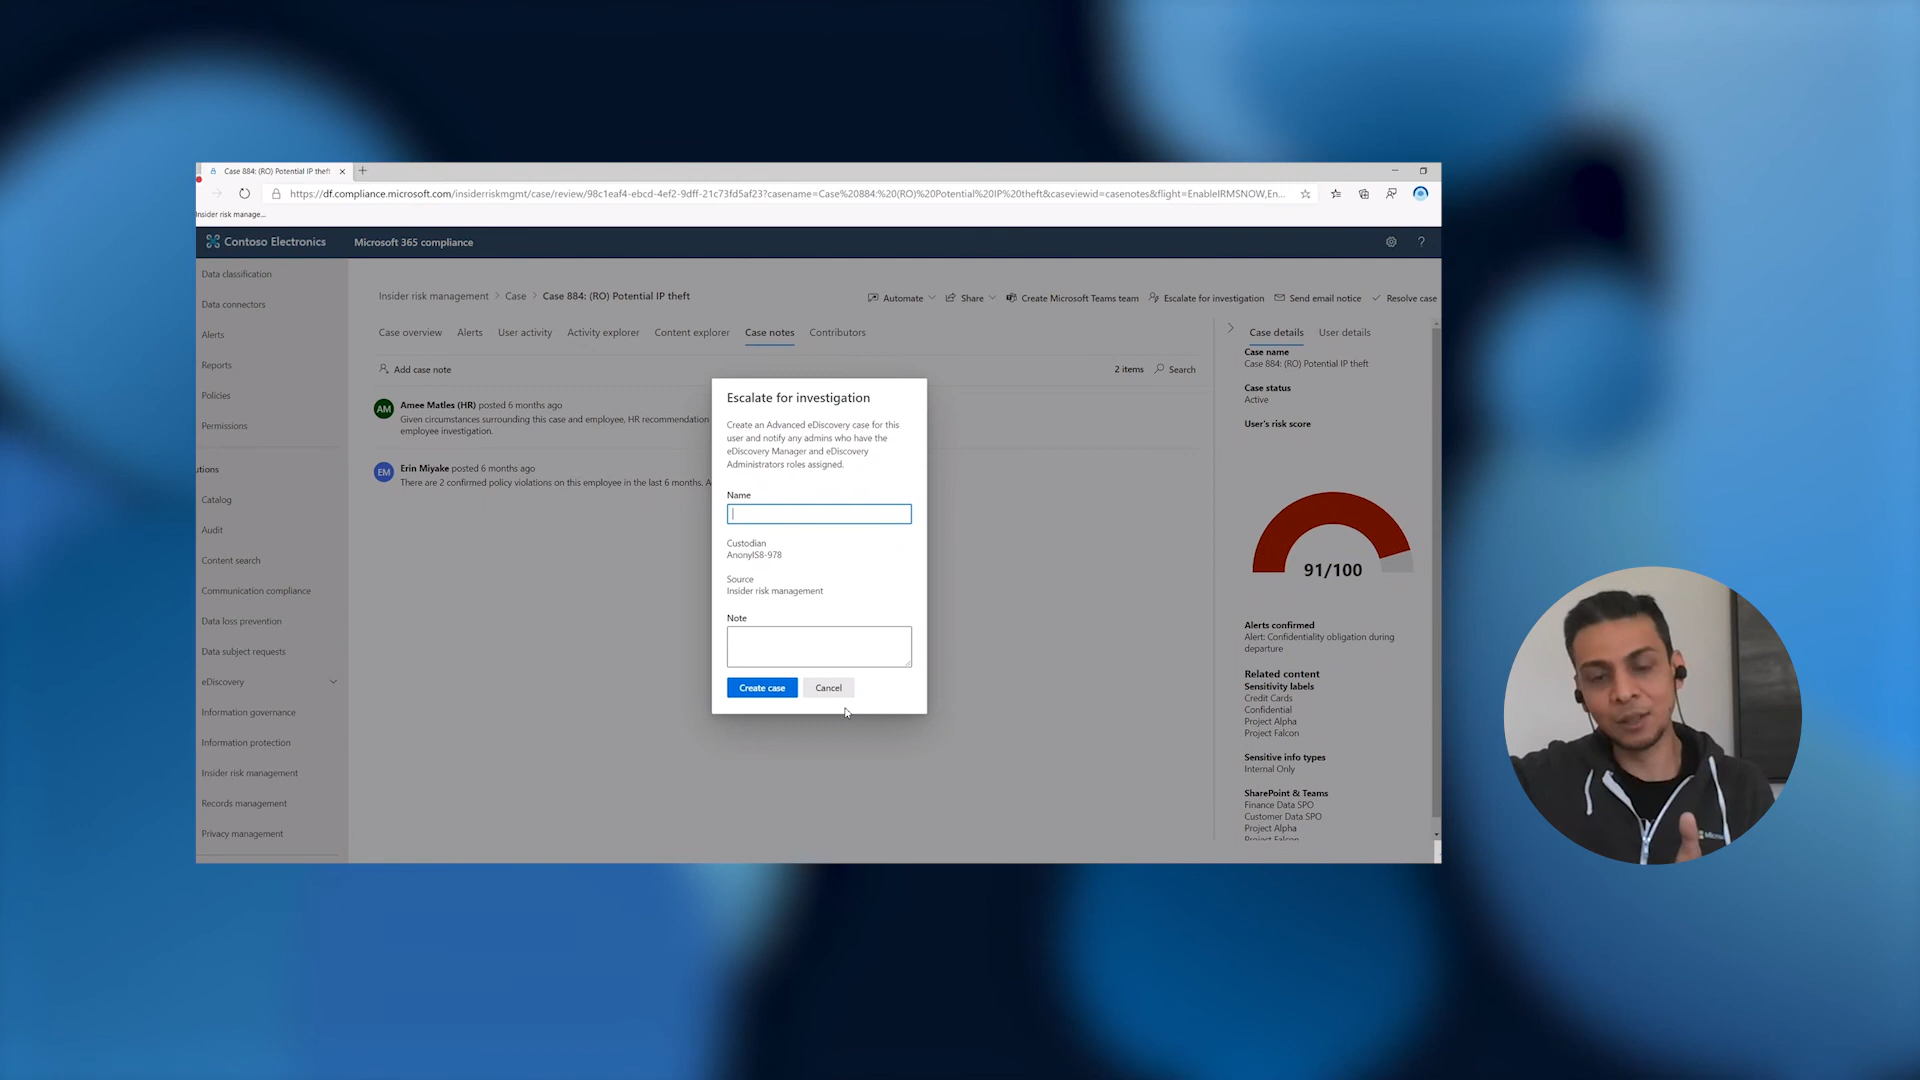 Case 884: (RO) Potential IP theft
https://df.compliance.microsoft.com/insiderriskmgmt/case/review/98c1eaf4-ebcd-4ef2-9dff-21c73fd5af23?casename=Case%20884:%20(RO)%20Potential%20IP%20theft&caseviewid=casenotes&flight=EnableIRMSNOW,En...
Insider risk manage...
Contoso Electronics
Microsoft 365 compliance
?
Data classification
Data connectors
Alerts
Reports
Policies
Permissions
utions
Catalog
Audit
Content search
Communication compliance
Data loss prevention
Data subject requests
eDiscovery
Information governance
Information protection
Insider risk management
Records management
Privacy management
Insider risk management > Case > Case 884: (RO) Potential IP theft
Automate
Share
Create Microsoft Teams team
Escalate for investigation
Send email notice
Resolve case
Case overview
Alerts
User activity
Activity explorer
Content explorer
Case notes
Contributors
Add case note
2 items
Search
AM
Amee Matles (HR) posted 6 months ago
Given circumstances surrounding this case and employee, HR recommendation
employee investigation.
EM
Erin Miyake posted 6 months ago
There are 2 confirmed policy violations on this employee in the last 6 months. A
Escalate for investigation
Create an Advanced eDiscovery case for this
user and notify any admins who have the
eDiscovery Manager and eDiscovery
Administrators roles assigned.
Name
Custodian
AnonyIS8-978
Source
Insider risk management
Note
Create case
Cancel
Case details
User details
Case name
Case 884: (RO) Potential IP theft
Case status
Active
User's risk score
91/100
Alerts confirmed
Alert: Confidentiality obligation during
departure
Related content
Sensitivity labels
Credit Cards
Confidential
Project Alpha
Project Falcon
Sensitive info types
Internal Only
SharePoint & Teams
Finance Data SPO
Customer Data SPO
Project Alpha
Project Falcon